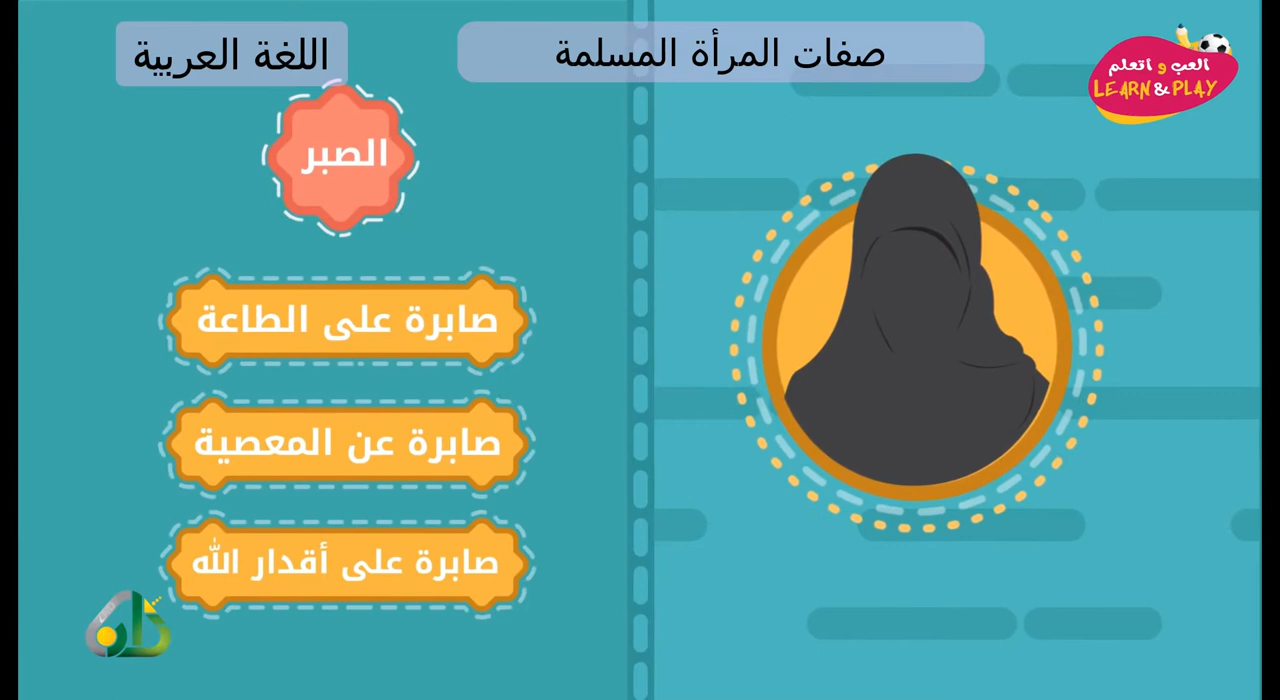 صفات المرأة المسلمة
اللغة العربية
العب و اتعلم
LEARN & PLAY
الصبر
صابرة على الطاعة
صابرة عن المعصية
صابرة على أقدار الله